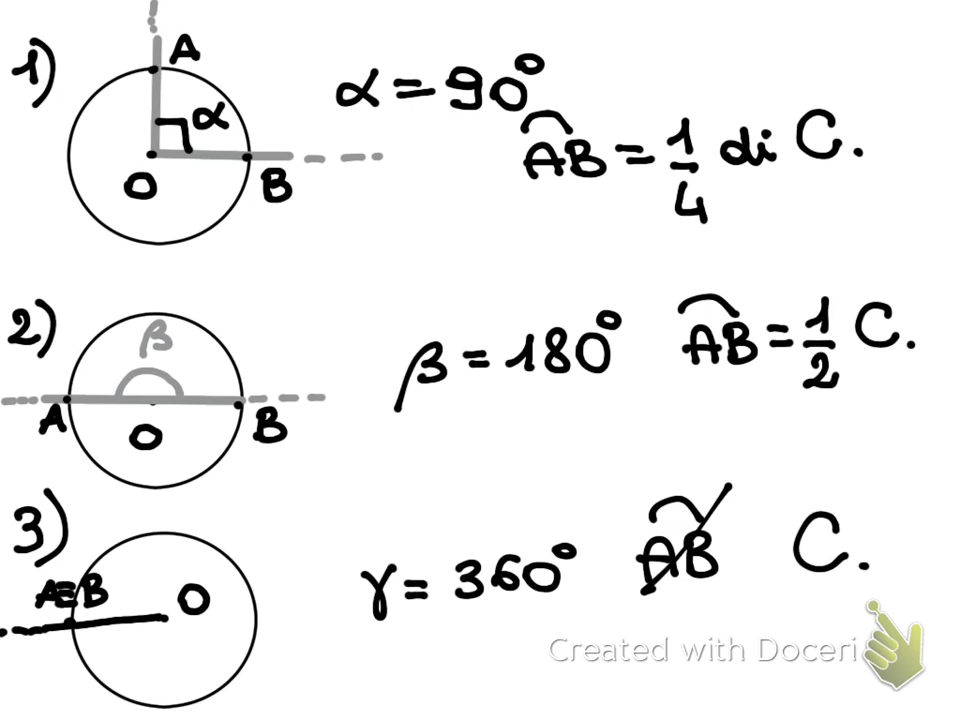 1)
A
α
O
B
α = 90°
AB = 1/4 di C.
2)
β
A
O
B
β = 180°
AB = 1/2 C.
3)
A≡B
O
γ = 360°
AB C.
Created with Doceri